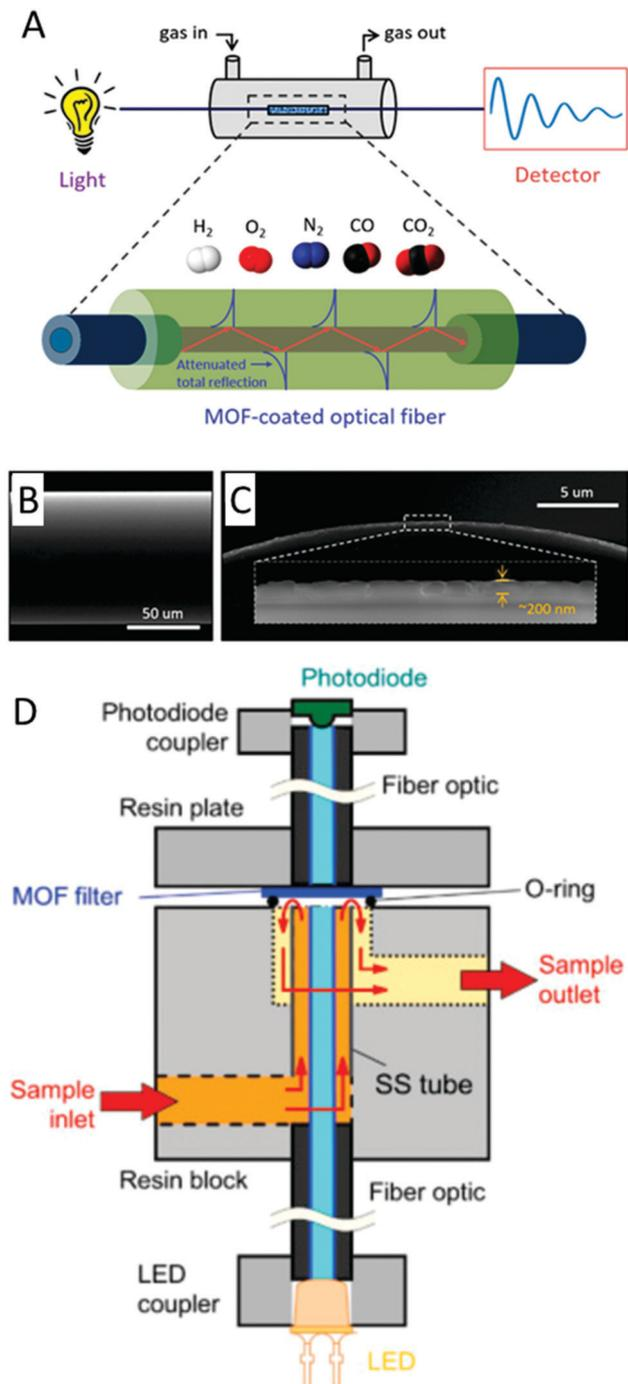 A
gas in
gas out
Light
Detector
H2
O2
N2
CO
CO2
Attenuated
total reflection
MOF-coated optical fiber
B
50 um
C
5 um
~200 nm
D
Photodiode
Photodiode
coupler
Fiber optic
Resin plate
MOF filter
O-ring
Sample
outlet
SS tube
Sample
inlet
Resin block
Fiber optic
LED
coupler
LED